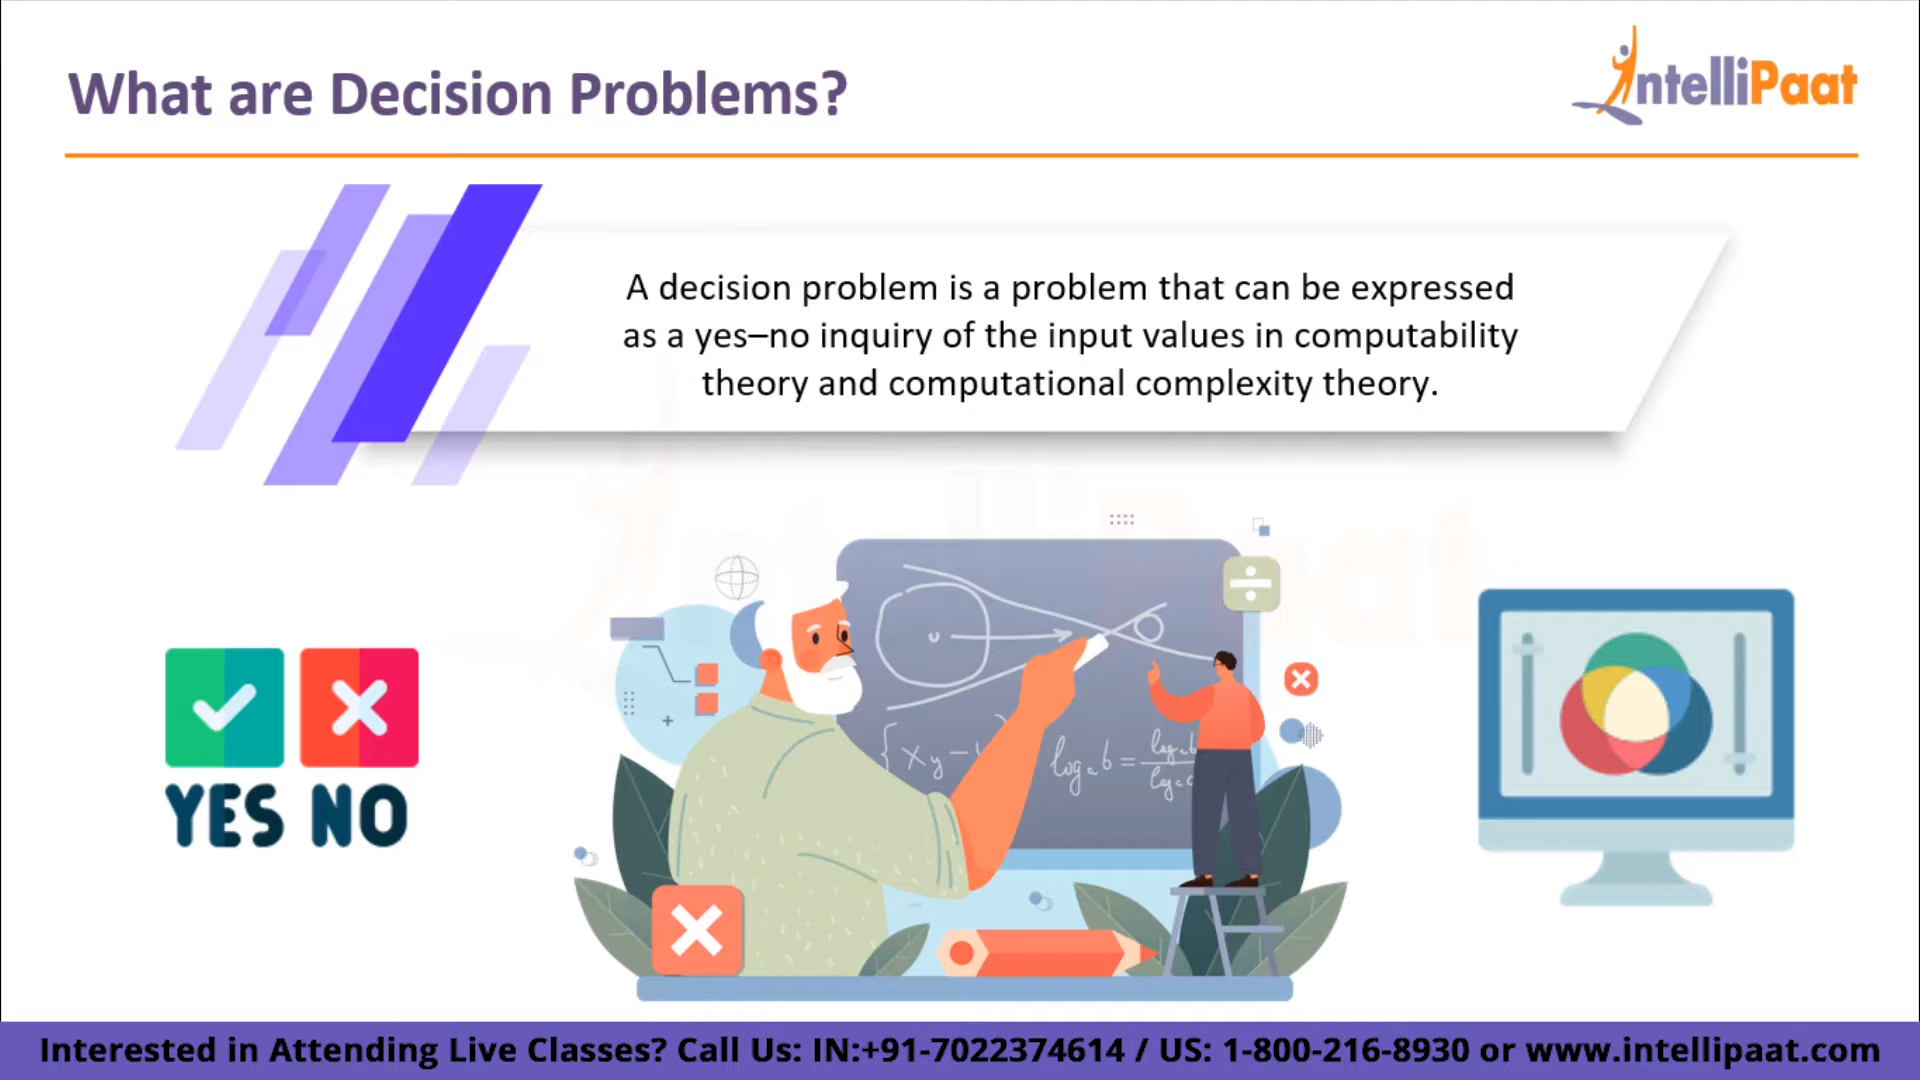 What are Decision Problems?
IntelliPaat
A decision problem is a problem that can be expressed
as a yes–no inquiry of the input values in computability
theory and computational complexity theory.
YES NO
Interested in Attending Live Classes? Call Us: IN:+91-7022374614 / US: 1-800-216-8930 or www.intellipaat.com